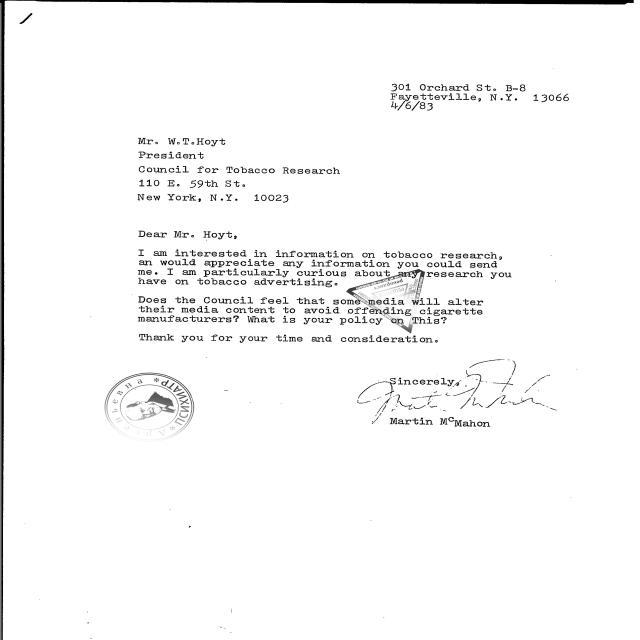 301 Orchard St. B-8
Fayetteville, N.Y. 13066
4/6/83
Mr. W.T.Hoyt
President
Council for Tobacco Research
110 E. 59th St.
New York, N.Y. 10023
Dear Mr. Hoyt,
I am interested in information on tobacco research,
an would appreciate any information you could send
me. I am particularly curious about any research you
have on tobacco advertising.
Does the Council feel that some media will alter
their media content to avoid offending cigarette
manufacturers? What is your policy on This?
Thank you for your time and consideration.
Sincerely,
Martin McMahon
ПСИХИАТР